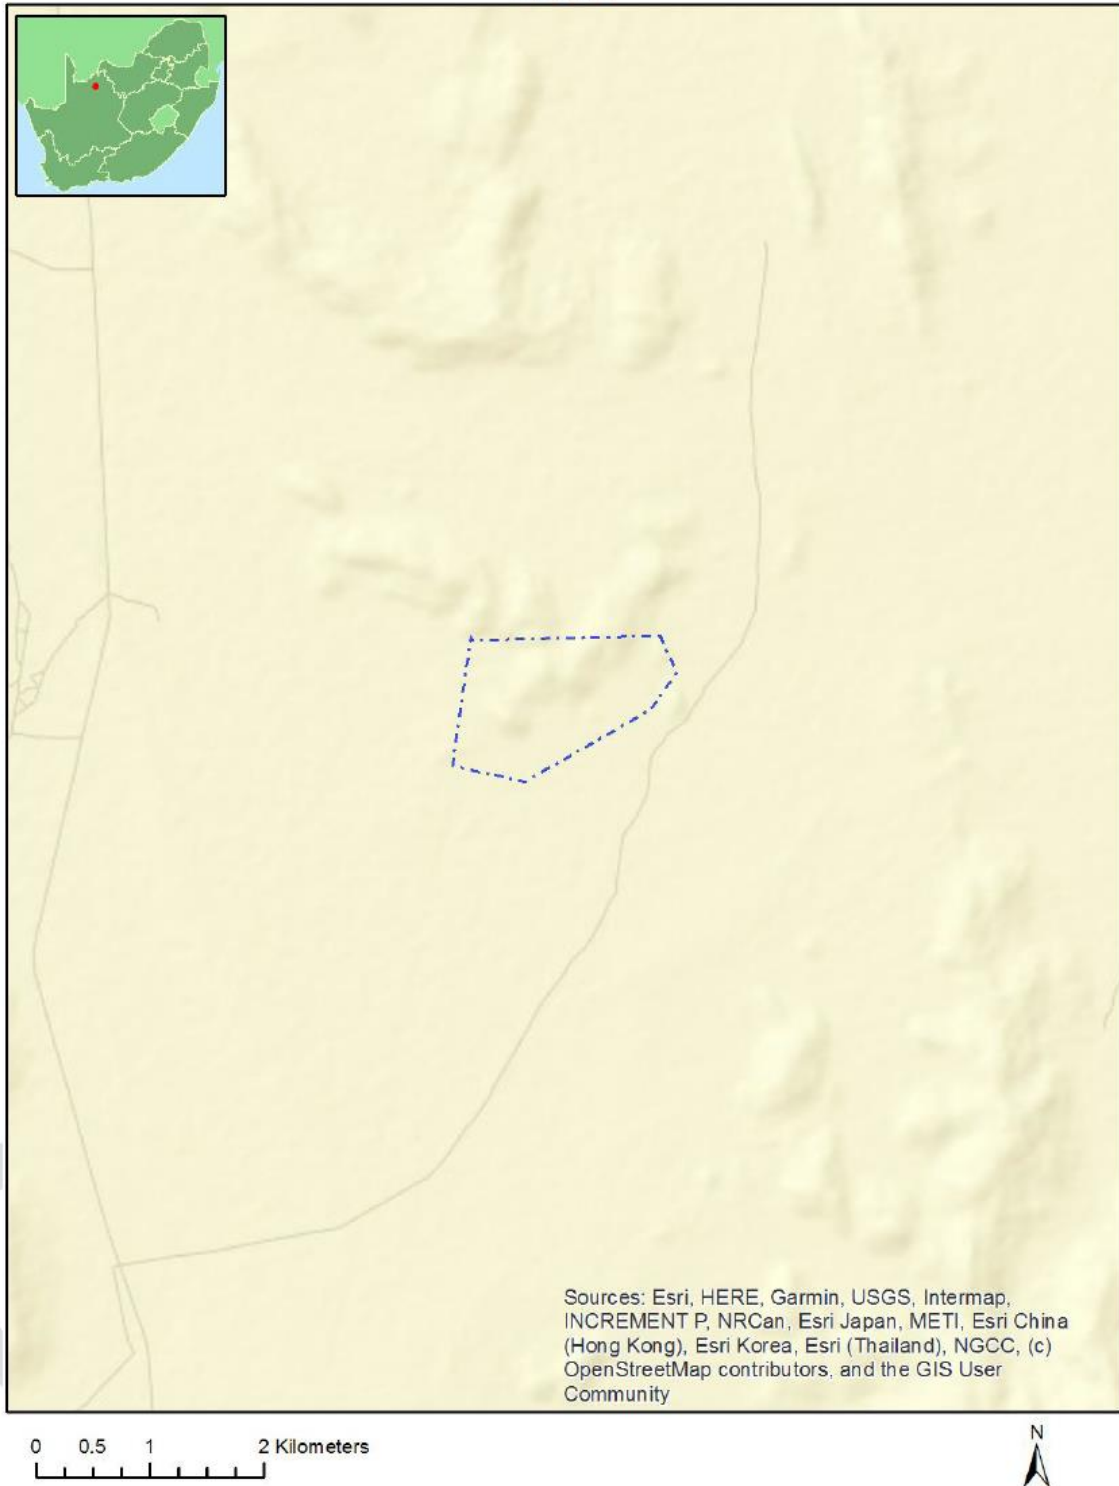 Sources: Esri, HERE, Garmin, USGS, Intermap,
INCREMENT P, NRCan, Esri Japan, METI, Esri China
(Hong Kong), Esri Korea, Esri (Thailand), NGCC, (c)
OpenStreetMap contributors, and the GIS User
Community
0 0.5 1 2 Kilometers
N